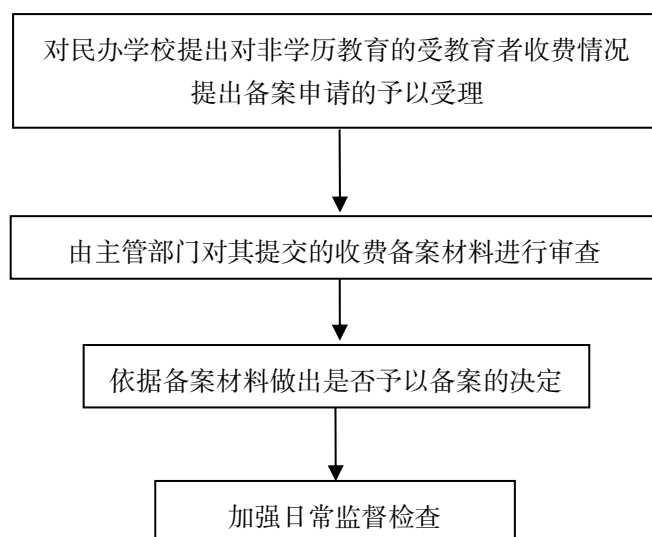 对民办学校提出对非学历教育的受教育者收费情况
提出备案申请的予以受理
由主管部门对其提交的收费备案材料进行审查
依据备案材料做出是否予以备案的决定
加强日常监督检查